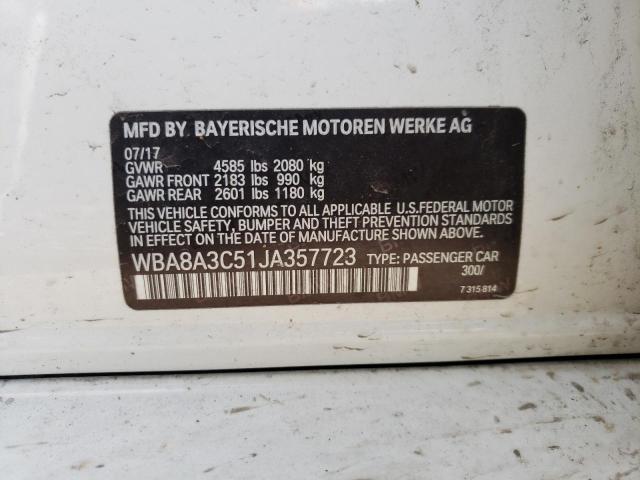 MFD BY BAYERISCHE MOTOREN WERKE AG
07/17
GVWR 4585 lbs 2080 kg
GAWR FRONT 2183 lbs 990 kg
GAWR REAR 2601 lbs 1180 kg
THIS VEHICLE CONFORMS TO ALL APPLICABLE U.S.FEDERAL MOTOR
VEHICLE SAFETY, BUMPER AND THEFT PREVENTION STANDARDS
IN EFFECT ON THE DATE OF MANUFACTURE SHOWN ABOVE.
WBA8A3C51JA357723 TYPE: PASSENGER CAR
300/
7 315 814